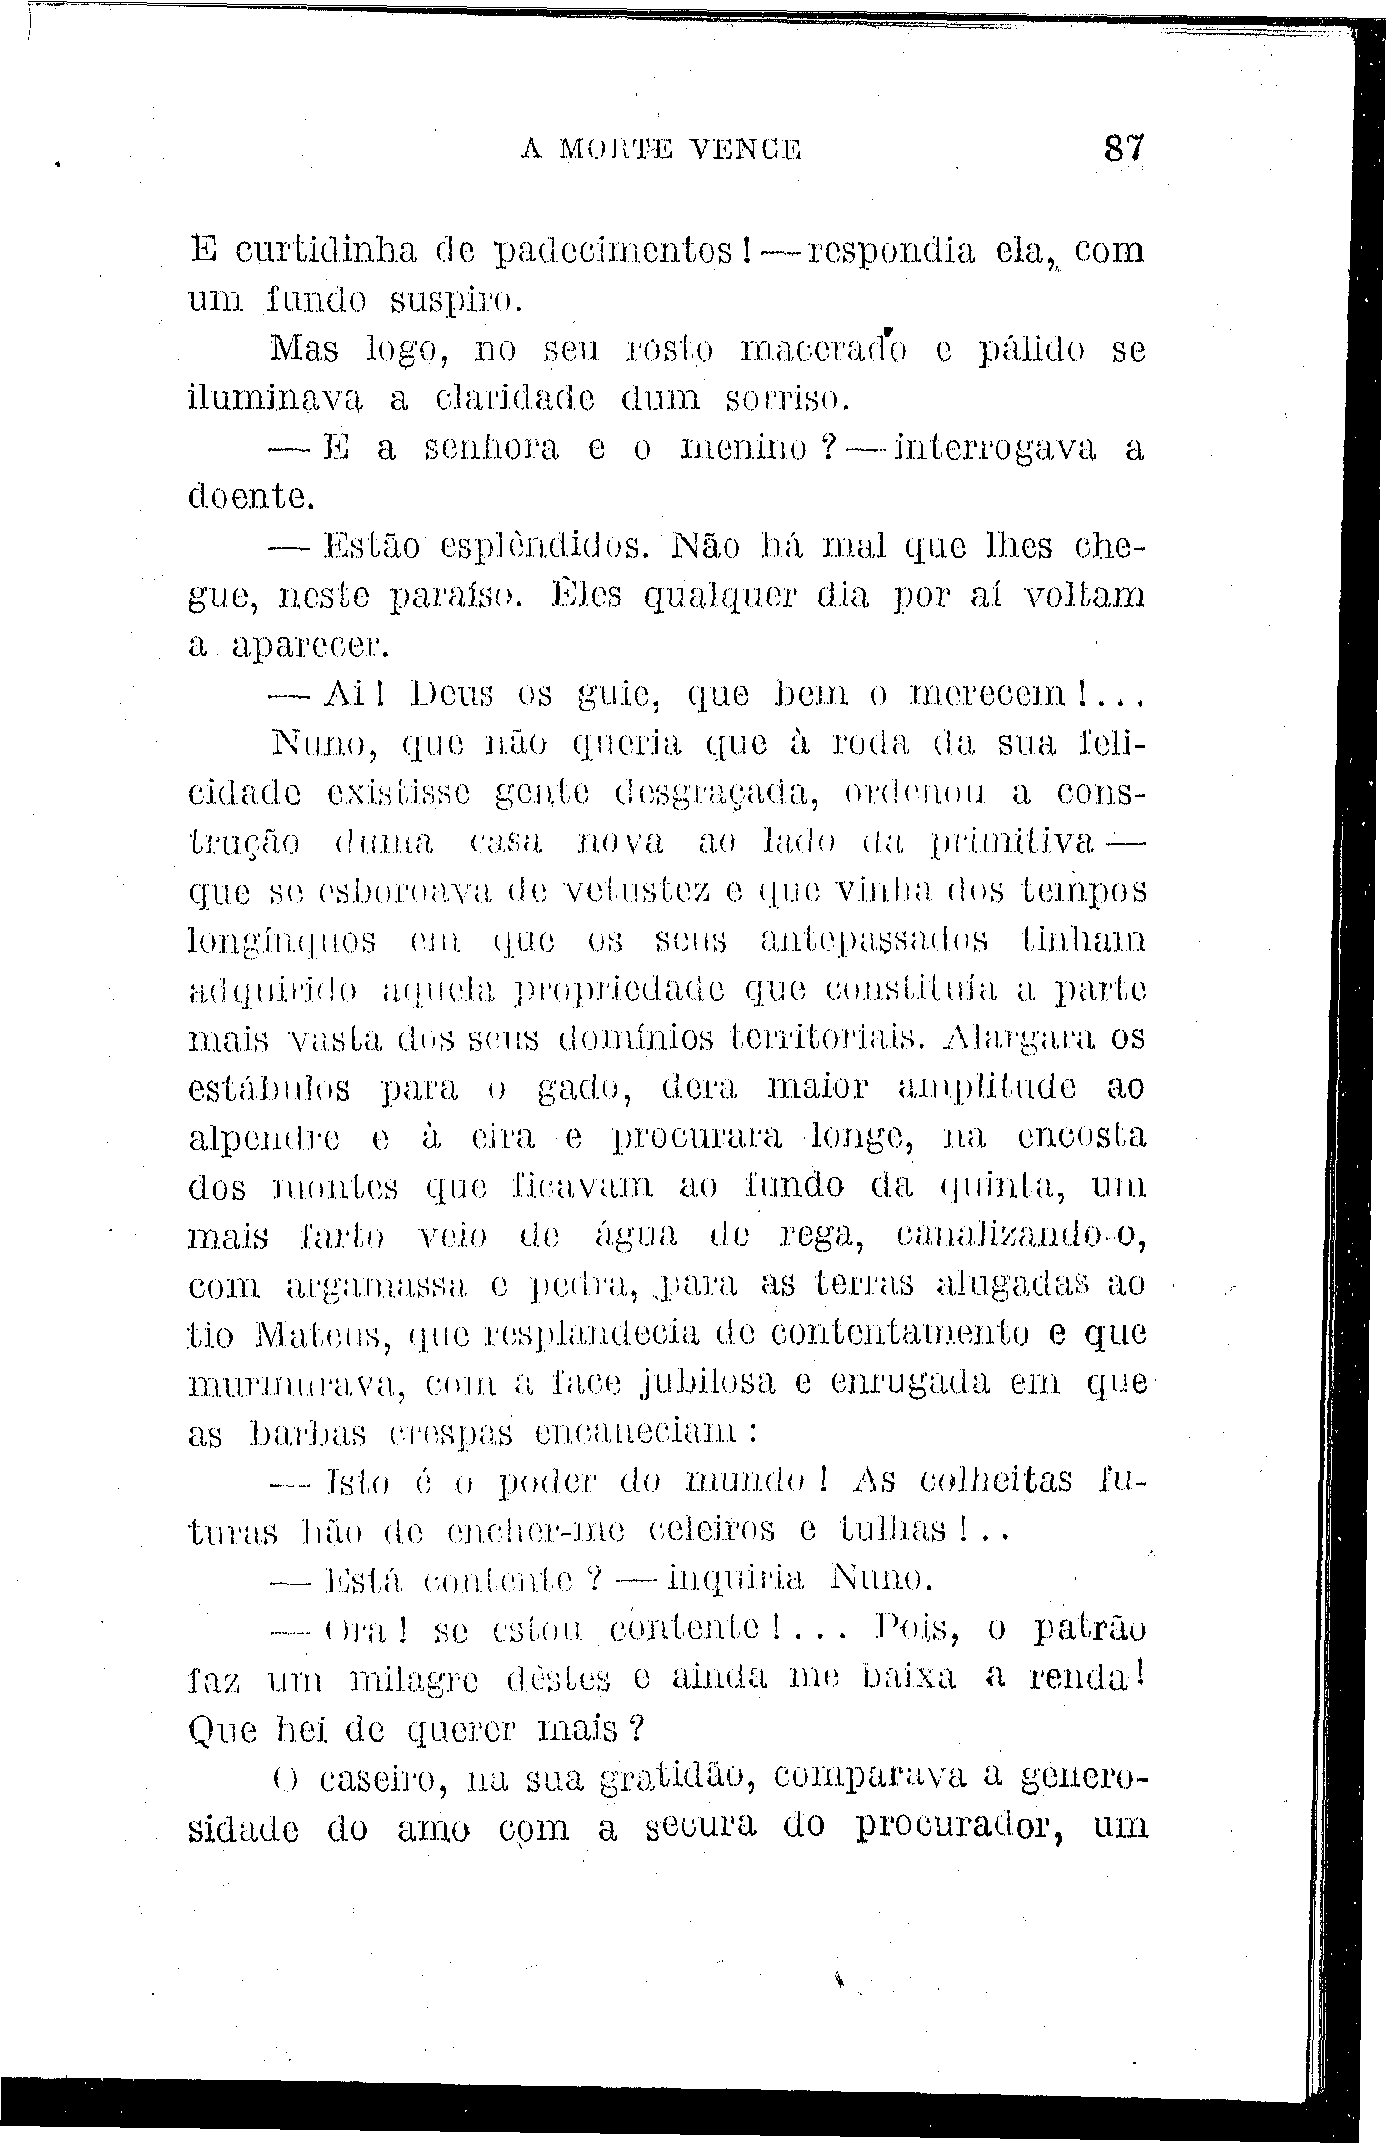 A MORTE VENCE 87
E curtidinha de padecimentos!—respondia ela, com
um fundo suspiro.
Mas logo, no seu rosto macerado e pálido se
iluminava a claridade dum sorriso.
— E a senhora e o menino?—interrogava a
doente.
— Estão esplêndidos. Não há mal que lhes che-
gue, neste paraíso. Êles qualquer dia por aí voltam
a aparecer.
— Ai! Deus os guie, que bem o merecem!...
Nuno, que não queria que à roda da sua feli-
cidade existisse gente desgraçada, ordenou a cons-
trução duma casa nova ao lado da primitiva —
que se esboroava de vetustez e que vinha dos tempos
longínquos em que os seus antepassados tinham
adquirido aquela propriedade que constituía a parte
mais vasta dos seus domínios territoriais. Alargara os
estábulos para o gado, dera maior amplitude ao
alpendre e à eira e procurara longe, na encosta
dos montes que ficavam ao fundo da quinta, um
mais farto veio de água de rega, canalizando-o,
com argamassa e pedra, para as terras alugadas ao
tio Mateus, que resplandecia de contentamento e que
murmurava, com a face jubilosa e enrugada em que
as barbas crespas encaneciam:
— Isto é o poder do mundo! As colheitas fu-
turas hão de encher-me celeiros e tulhas!..
— Está contente? — inquiria Nuno.
— Ora! se estou contente!... Pois, o patrão
faz um milagre dêstes e ainda me baixa a renda!
Que hei de querer mais?
O caseiro, na sua gratidão, comparava a genero-
sidade do amo com a secura do procurador, um